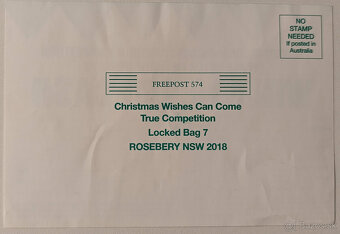 NO
STAMP
NEEDED
If posted in
Australia
FREEPOST 574
Christmas Wishes Can Come
True Competition
Locked Bag 7
ROSEBERY NSW 2018